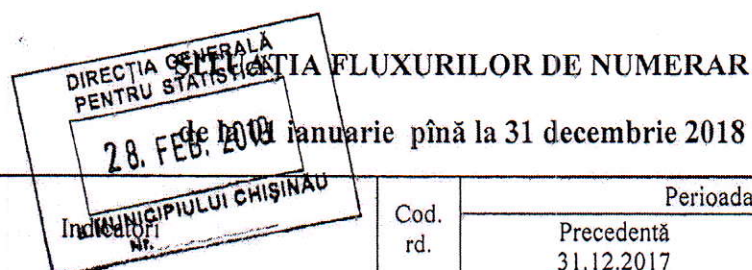 SITUAȚIA FLUXURILOR DE NUMERAR
de la 01 ianuarie pînă la 31 decembrie 2018
DIRECȚIA GENERALĂ
PENTRU STATISTICĂ
28. FEB. 2019
A MUNICIPIULUI CHIȘINĂU
Nr.
Indicatori
Cod.
rd.
Perioada
Precedentă
31.12.2017